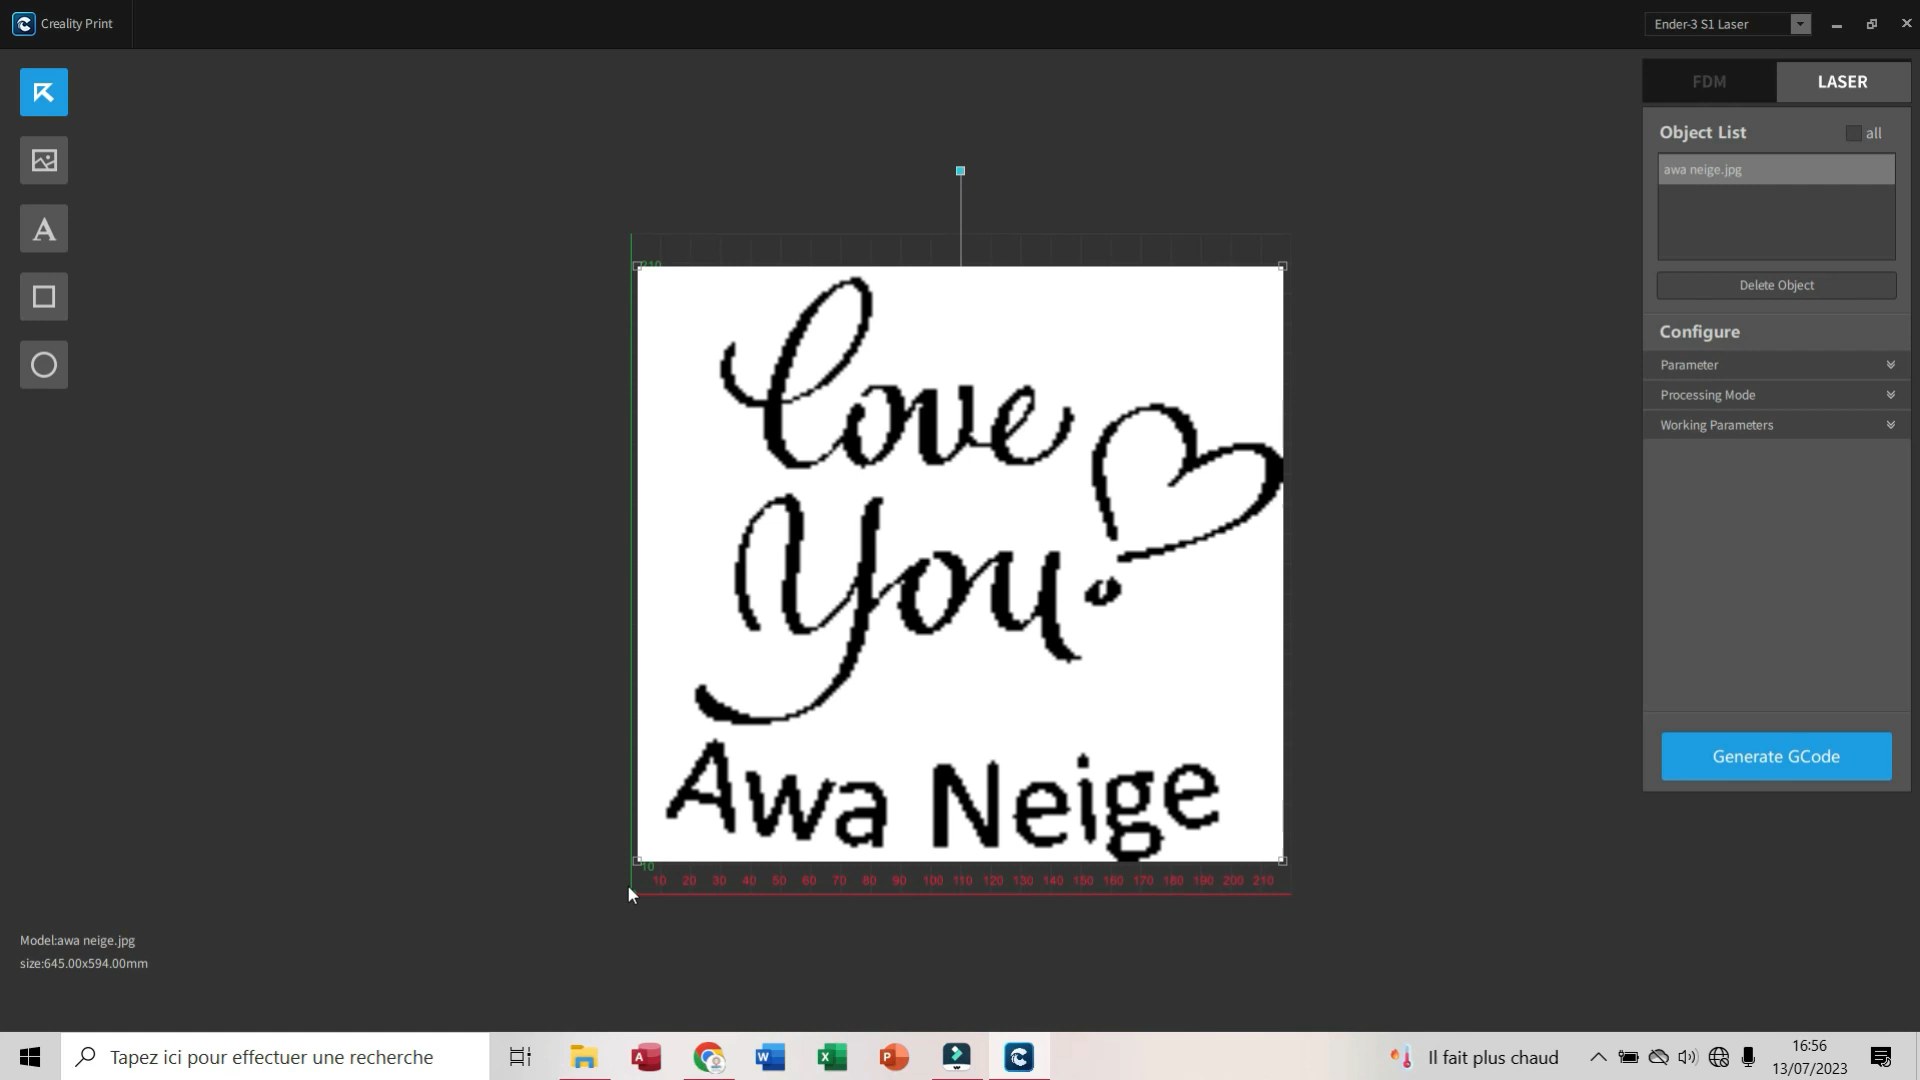 Creality Print
Ender-3 S1 Laser
FDM
LASER
Object List
all
awa neige.jpg
Delete Object
Configure
Parameter
Processing Mode
Working Parameters
Generate GCode
210
Love
You
Awa Neige
10
10 20 30 40 50 60 70 80 90 100 110 120 130 140 150 160 170 180 190 200 210
Model:awa neige.jpg
size:645.00x594.00mm
Tapez ici pour effectuer une recherche
Il fait plus chaud
16:56
13/07/2023